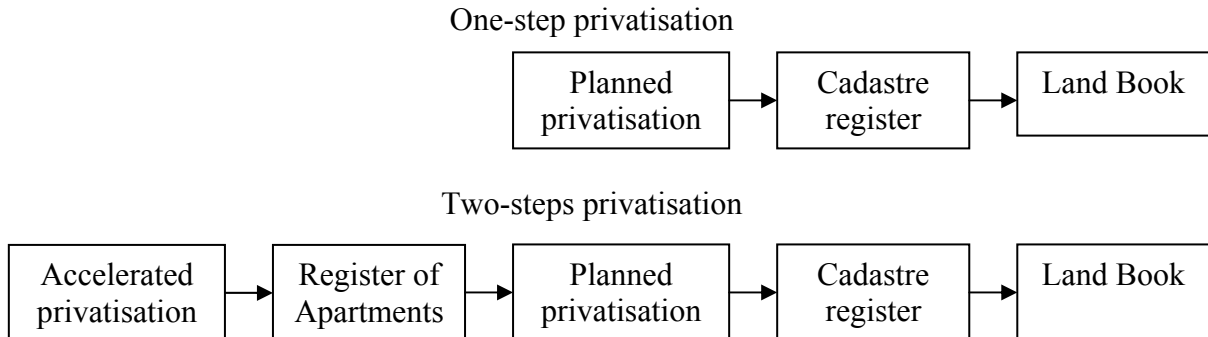 One-step privatisation
Planned
privatisation
Cadastre
register
Land Book
Two-steps privatisation
Accelerated
privatisation
Register of
Apartments
Planned
privatisation
Cadastre
register
Land Book